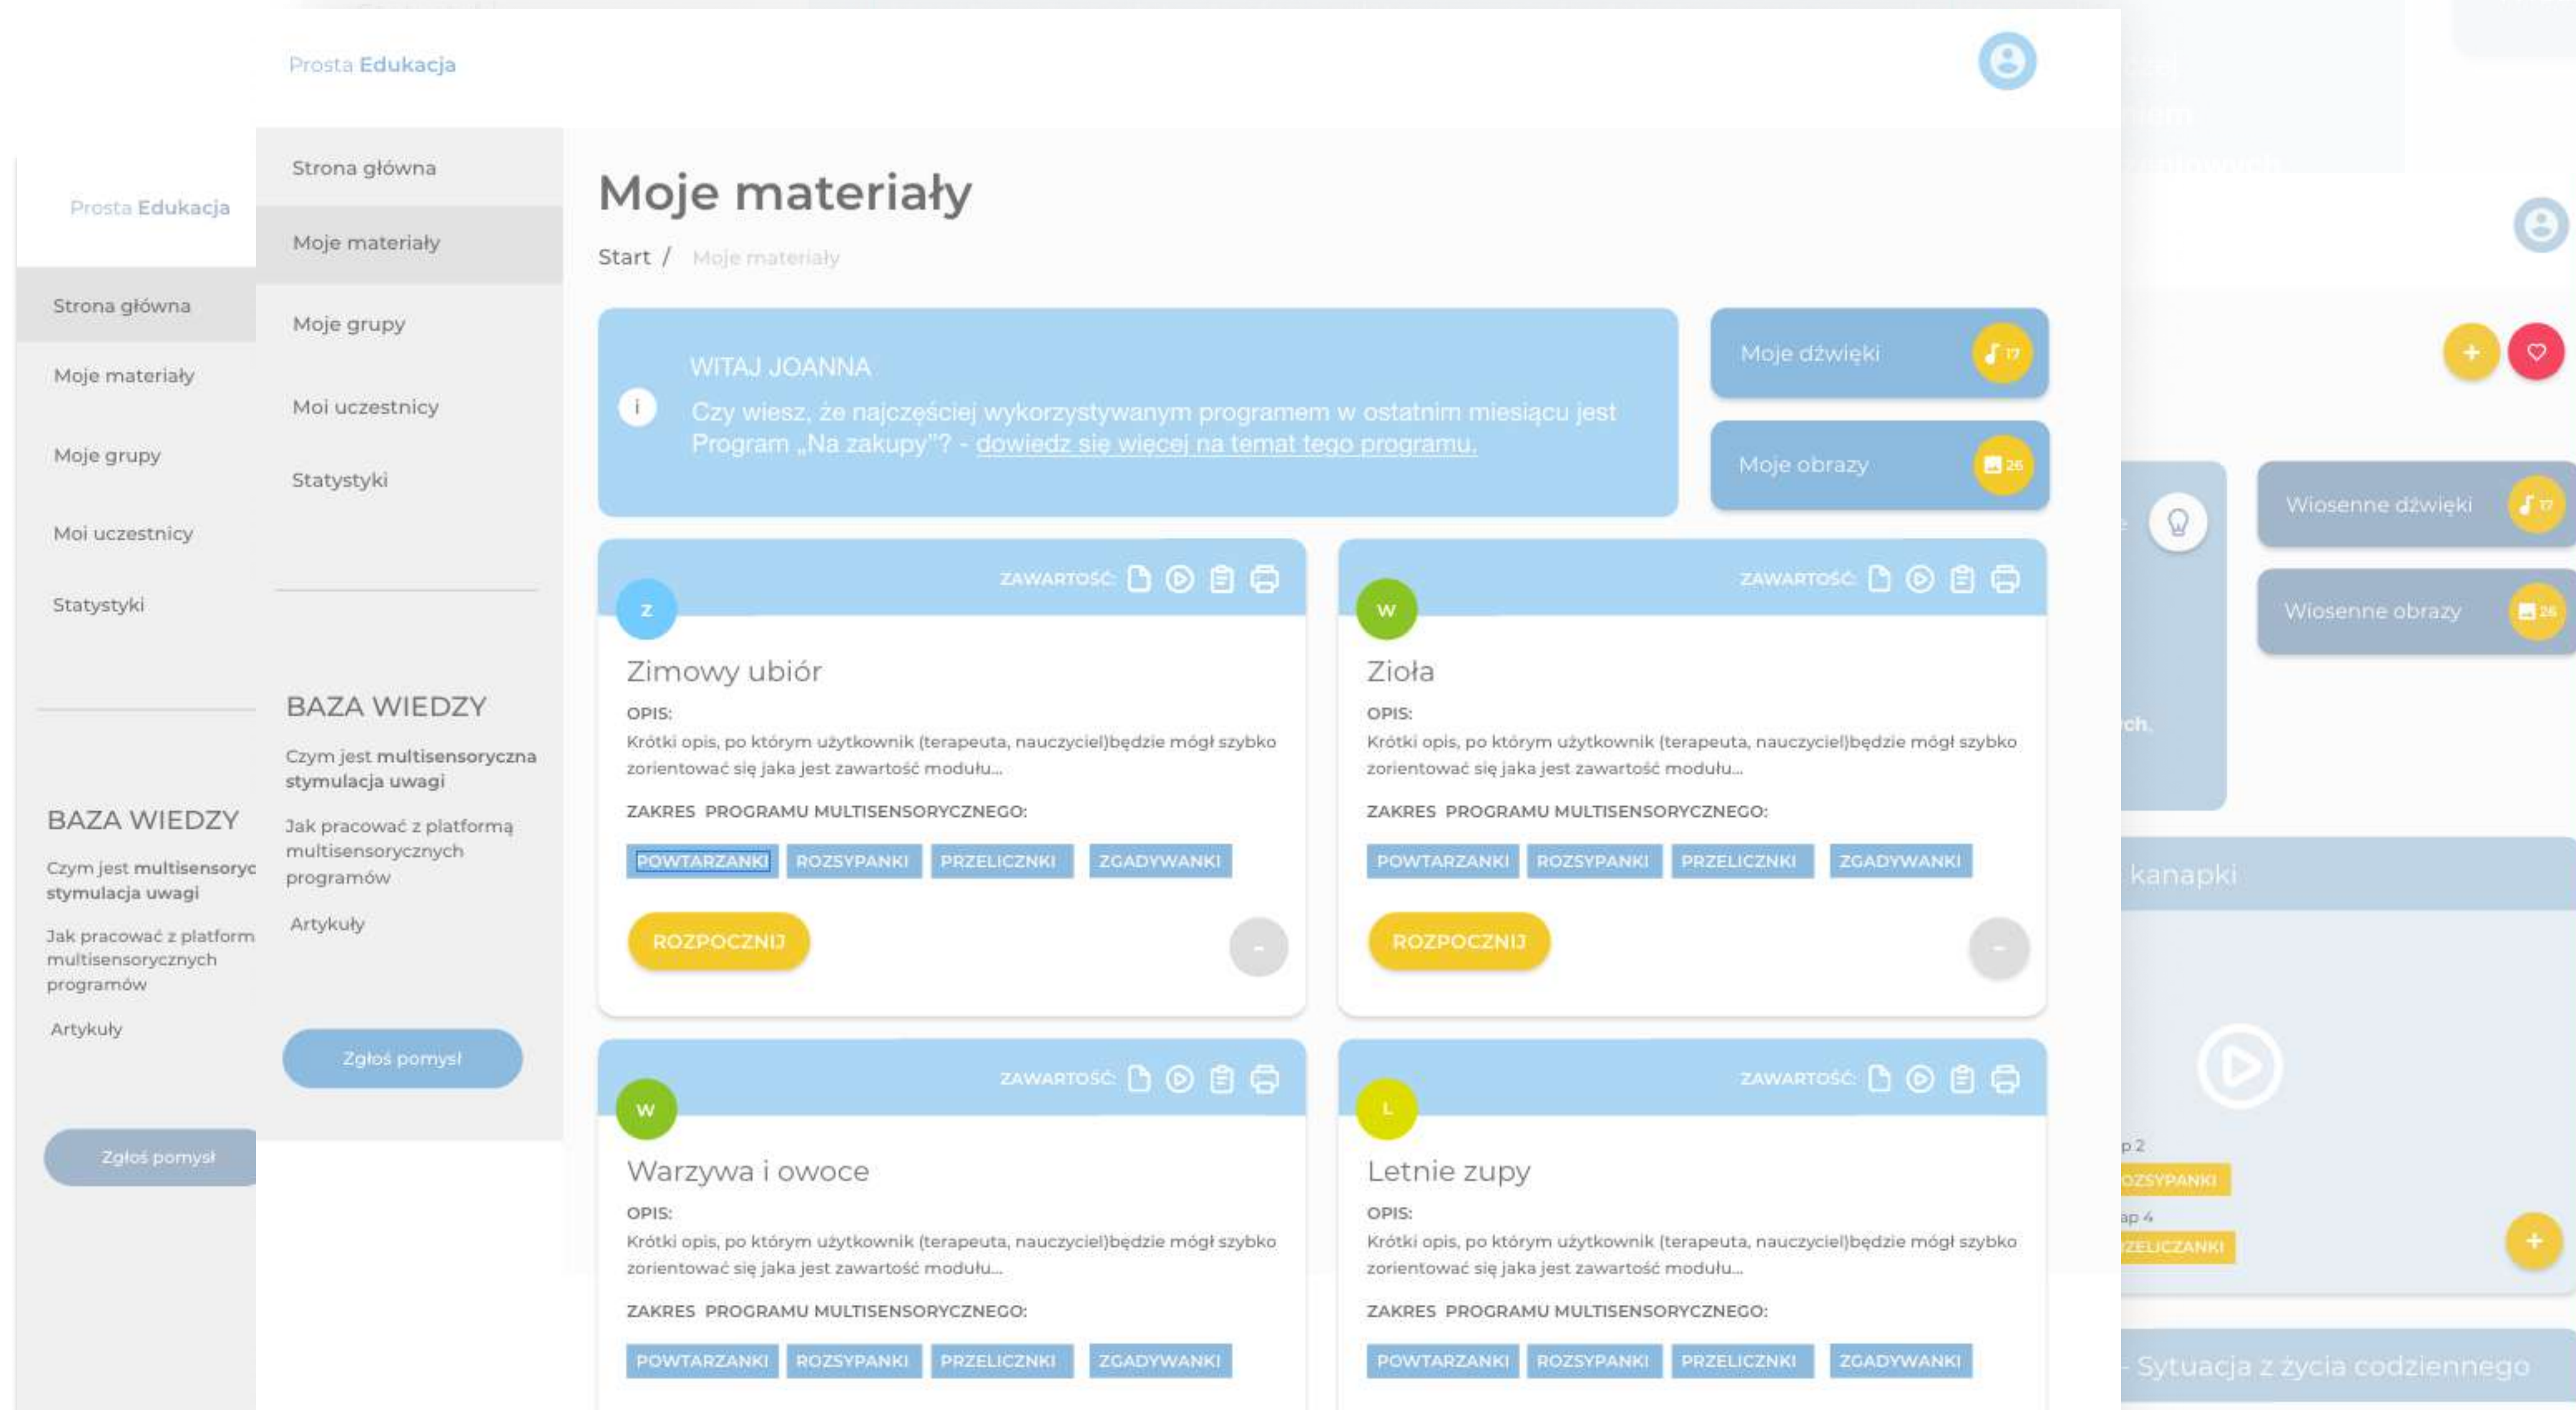 Prosta Edukacja
Strona główna
Moje materiały
Moje grupy
Moi uczestnicy
Statystyki
BAZA WIEDZY
Czym jest multisensoryczna
stymulacja uwagi
Jak pracować z platformą
multisensorycznych
programów
Artykuły
Zgłoś pomysł
Moje materiały
Start / Moje materiały
WITAJ JOANNA
i
Czy wiesz, że najczęściej wykorzystywanym programem w ostatnim miesiącu jest
Program „Na zakupy"? - dowiedz się więcej na temat tego programu.
Moje dźwięki 17
Moje obrazy 26
ZAWARTOŚĆ:
Z
Zimowy ubiór
OPIS:
Krótki opis, po którym użytkownik (terapeuta, nauczyciel)będzie mógł szybko
zorientować się jaka jest zawartość modułu...
ZAKRES PROGRAMU MULTISENSORYCZNEGO:
POWTARZANKI ROZSYPANKI PRZELICZNKI ZGADYWANKI
ROZPOCZNIJ -
ZAWARTOŚĆ:
W
Zioła
OPIS:
Krótki opis, po którym użytkownik (terapeuta, nauczyciel)będzie mógł szybko
zorientować się jaka jest zawartość modułu...
ZAKRES PROGRAMU MULTISENSORYCZNEGO:
POWTARZANKI ROZSYPANKI PRZELICZNKI ZGADYWANKI
ROZPOCZNIJ -
ZAWARTOŚĆ:
W
Warzywa i owoce
OPIS:
Krótki opis, po którym użytkownik (terapeuta, nauczyciel)będzie mógł szybko
zorientować się jaka jest zawartość modułu...
ZAKRES PROGRAMU MULTISENSORYCZNEGO:
POWTARZANKI ROZSYPANKI PRZELICZNKI ZGADYWANKI
ZAWARTOŚĆ:
L
Letnie zupy
OPIS:
Krótki opis, po którym użytkownik (terapeuta, nauczyciel)będzie mógł szybko
zorientować się jaka jest zawartość modułu...
ZAKRES PROGRAMU MULTISENSORYCZNEGO:
POWTARZANKI ROZSYPANKI PRZELICZNKI ZGADYWANKI
Prosta Edukacja
Strona główna
Moje materiały
Moje grupy
Moi uczestnicy
Statystyki
BAZA WIEDZY
Czym jest multisensoryc
stymulacja uwagi
Jak pracować z platform
multisensorycznych
programów
Artykuły
Zgłoś pomysł
+
Wiosenne dźwięki 17
Wiosenne obrazy 26
ch,
kanapki
p 2
OZSYPANKI
ap 4
ZELICZANKI
+
- Sytuacja z życia codziennego